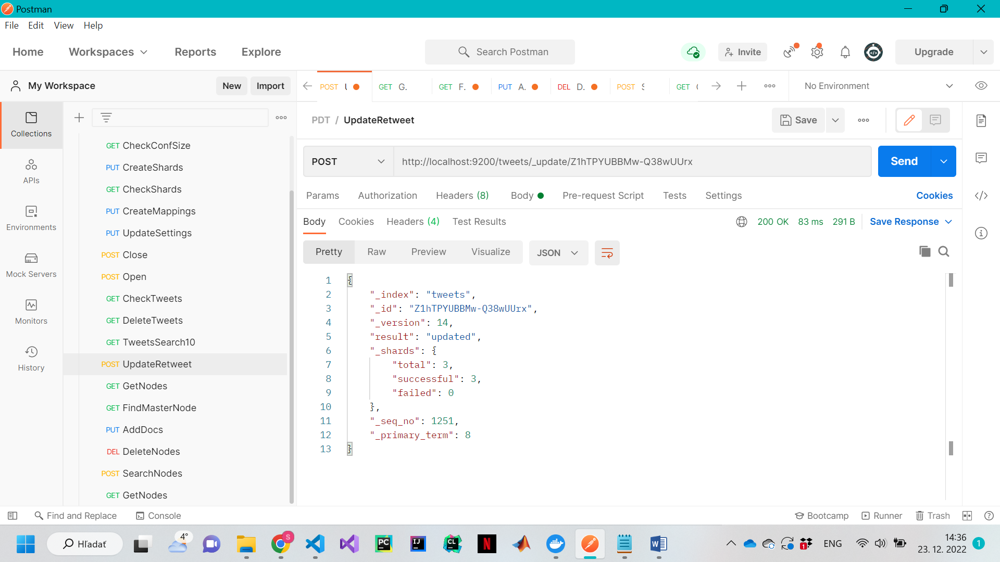 Postman
File Edit View Help
Home Workspaces Reports Explore Search Postman Invite Upgrade
My Workspace New Import POST GET G. GET F. PUT A. DEL D. POST GET No Environment
PDT / UpdateRetweet Save
Collections
APIs
Environments
Mock Servers
Monitors
History
GET CheckConfSize
PUT CreateShards
GET CheckShards
PUT CreateMappings
PUT UpdateSettings
POST Close
POST Open
GET CheckTweets
GET DeleteTweets
GET TweetsSearch10
POST UpdateRetweet
GET GetNodes
GET FindMasterNode
PUT AddDocs
DEL DeleteNodes
POST SearchNodes
GET GetNodes
POST http://localhost:9200/tweets/_update/Z1hTPYUBBMw-Q38wUUrx Send
Params Authorization Headers (8) Body Pre-request Script Tests Settings Cookies
Body Cookies Headers (4) Test Results 200 OK 83 ms 291 B Save Response
Pretty Raw Preview Visualize JSON
1 {
2 "_index": "tweets",
3 "_id": "Z1hTPYUBBMw-Q38wUUrx",
4 "_version": 14,
5 "result": "updated",
6 "_shards": {
7 "total": 3,
8 "successful": 3,
9 "failed": 0
10 },
11 "_seq_no": 1251,
12 "_primary_term": 8
13 }
Find and Replace Console Bootcamp Runner Trash
Hľadať 4° S PC IJ CL N W 1 ENG 14:36 1
23. 12. 2022